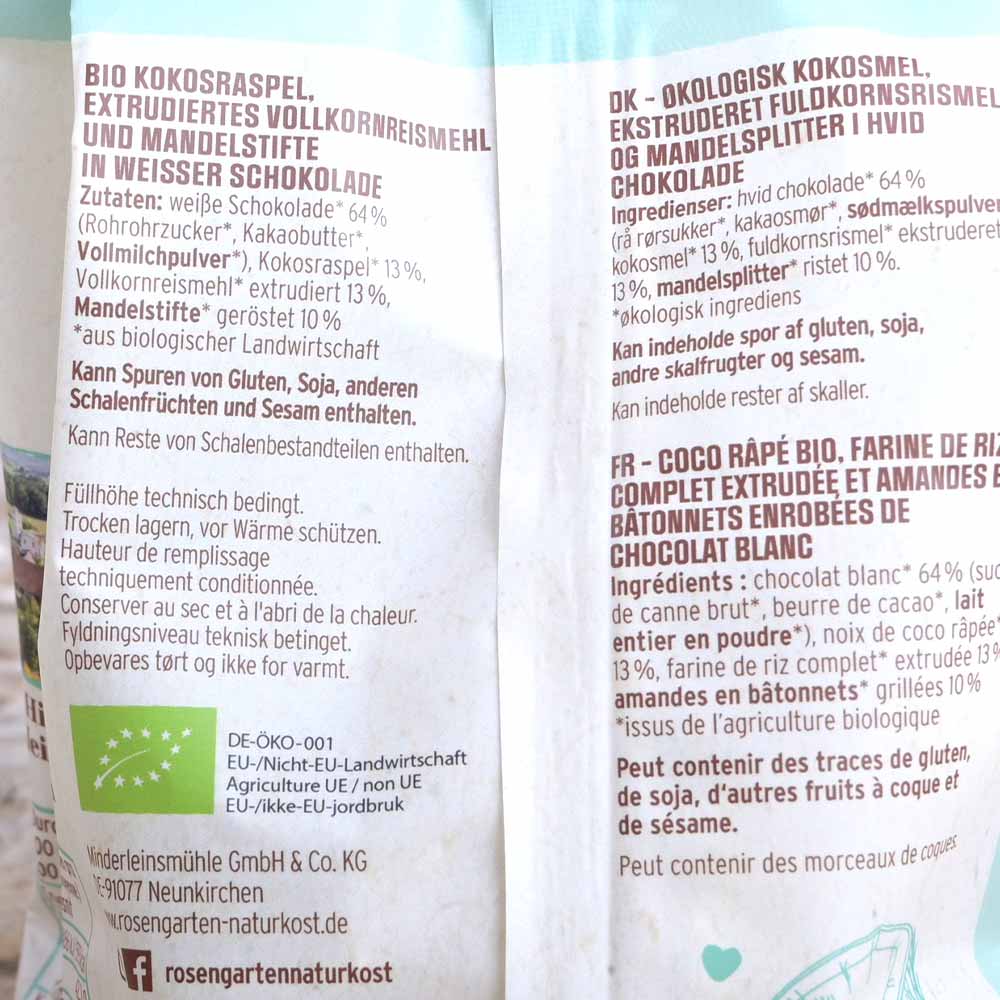 BIO KOKOSRASPEL,
EXTRUDIERTES VOLLKORNREISMEHL
UND MANDELSTIFTE
IN WEISSER SCHOKOLADE
Zutaten: weiße Schokolade* 64 %
(Rohrohrzucker*, Kakaobutter*,
Vollmilchpulver*), Kokosraspel* 13 %,
Vollkornreismehl* extrudiert 13 %,
Mandelstifte* geröstet 10 %
*aus biologischer Landwirtschaft
Kann Spuren von Gluten, Soja, anderen
Schalenfrüchten und Sesam enthalten.
Kann Reste von Schalenbestandteilen enthalten.
Füllhöhe technisch bedingt.
Trocken lagern, vor Wärme schützen.
Hauteur de remplissage
techniquement conditionnée.
Conserver au sec et à l'abri de la chaleur.
Fyldningsniveau teknisk betinget.
Opbevares tørt og ikke for varmt.
DE-ÖKO-001
EU-/Nicht-EU-Landwirtschaft
Agriculture UE / non UE
EU-/ikke-EU-jordbruk
Minderleinsmühle GmbH & Co. KG
DE-91077 Neunkirchen
www.rosengarten-naturkost.de
f rosengartennaturkost
DK - ØKOLOGISK KOKOSMEL,
EKSTRUDERET FULDKORNSRISMEL
OG MANDELSPLITTER I HVID
CHOKOLADE
Ingredienser: hvid chokolade* 64 %
(rå rørsukker*, kakaosmør*, sødmælkspulver
kokosmel* 13 %, fuldkornsrismel* ekstruderet
13 %, mandelsplitter* ristet 10 %.
*økologisk ingrediens
Kan indeholde spor af gluten, soja,
andre skalfrugter og sesam.
Kan indeholde rester af skaller.
FR - COCO RÂPÉ BIO, FARINE DE RIZ
COMPLET EXTRUDÉE ET AMANDES E
BÂTONNETS ENROBÉES DE
CHOCOLAT BLANC
Ingrédients : chocolat blanc* 64 % (suc
de canne brut*, beurre de cacao*, lait
entier en poudre*), noix de coco râpée*
13 %, farine de riz complet* extrudée 13 %
amandes en bâtonnets* grillées 10 %
*issus de l'agriculture biologique
Peut contenir des traces de gluten,
de soja, d'autres fruits à coque et
de sésame.
Peut contenir des morceaux de coques.